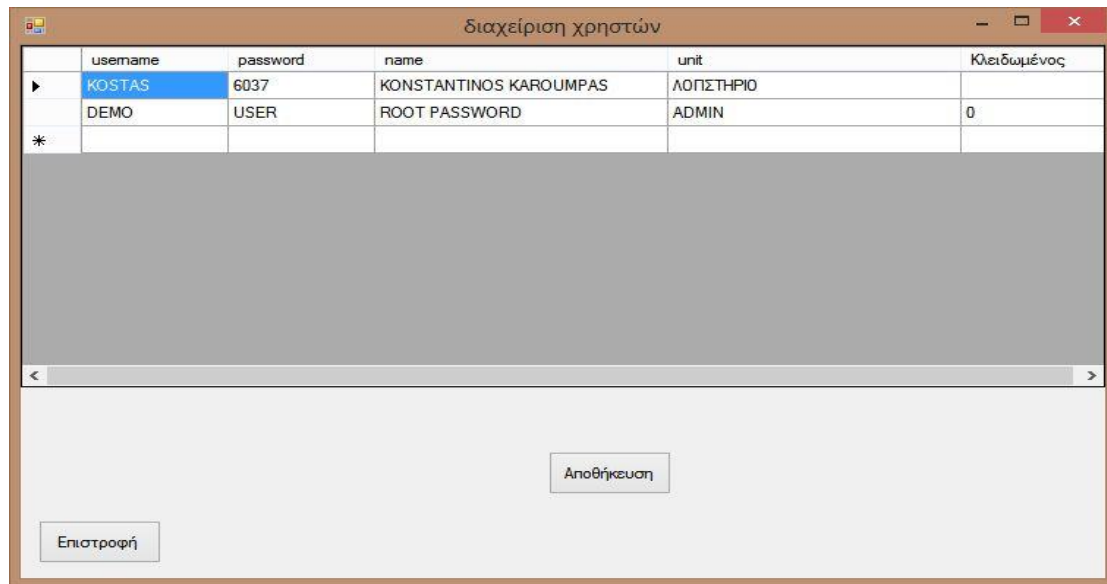 διαχείριση χρηστών
username password name unit Κλειδωμένος
KOSTAS 6037 KONSTANTINOS KAROUMPAS ΛΟΓΙΣΤΗΡΙΟ
DEMO USER ROOT PASSWORD ADMIN 0
Αποθήκευση
Επιστροφή